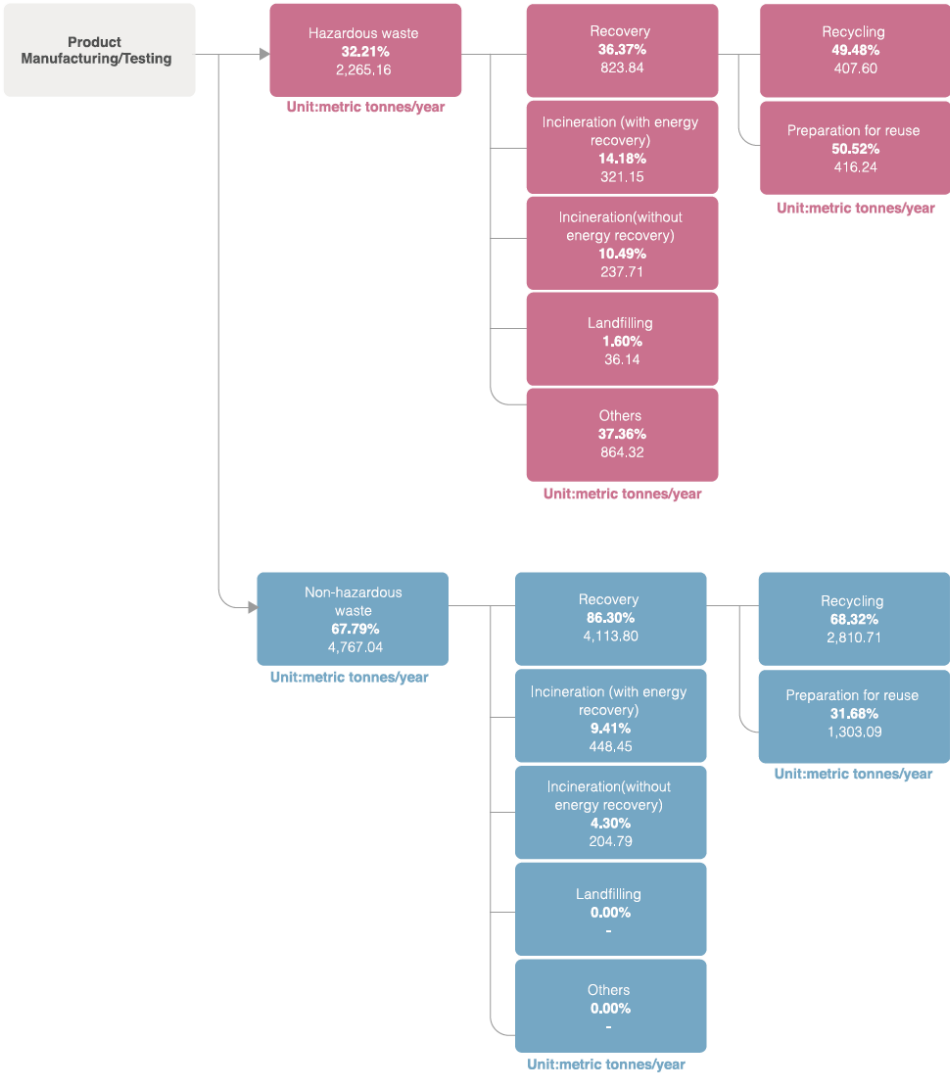 Product
Manufacturing/Testing
Hazardous waste
32.21%
2,265.16
Unit:metric tonnes/year
Recovery
36.37%
823.84
Incineration (with energy
recovery)
14.18%
321.15
Incineration(without
energy recovery)
10.49%
237.71
Landfilling
1.60%
36.14
Others
37.36%
864.32
Unit:metric tonnes/year
Recycling
49.48%
407.60
Preparation for reuse
50.52%
416.24
Unit:metric tonnes/year
Non-hazardous
waste
67.79%
4,767.04
Unit:metric tonnes/year
Recovery
86.30%
4,113.80
Incineration (with energy
recovery)
9.41%
448.45
Incineration(without
energy recovery)
4.30%
204.79
Landfilling
0.00%
-
Others
0.00%
-
Unit:metric tonnes/year
Recycling
68.32%
2,810.71
Preparation for reuse
31.68%
1,303.09
Unit:metric tonnes/year